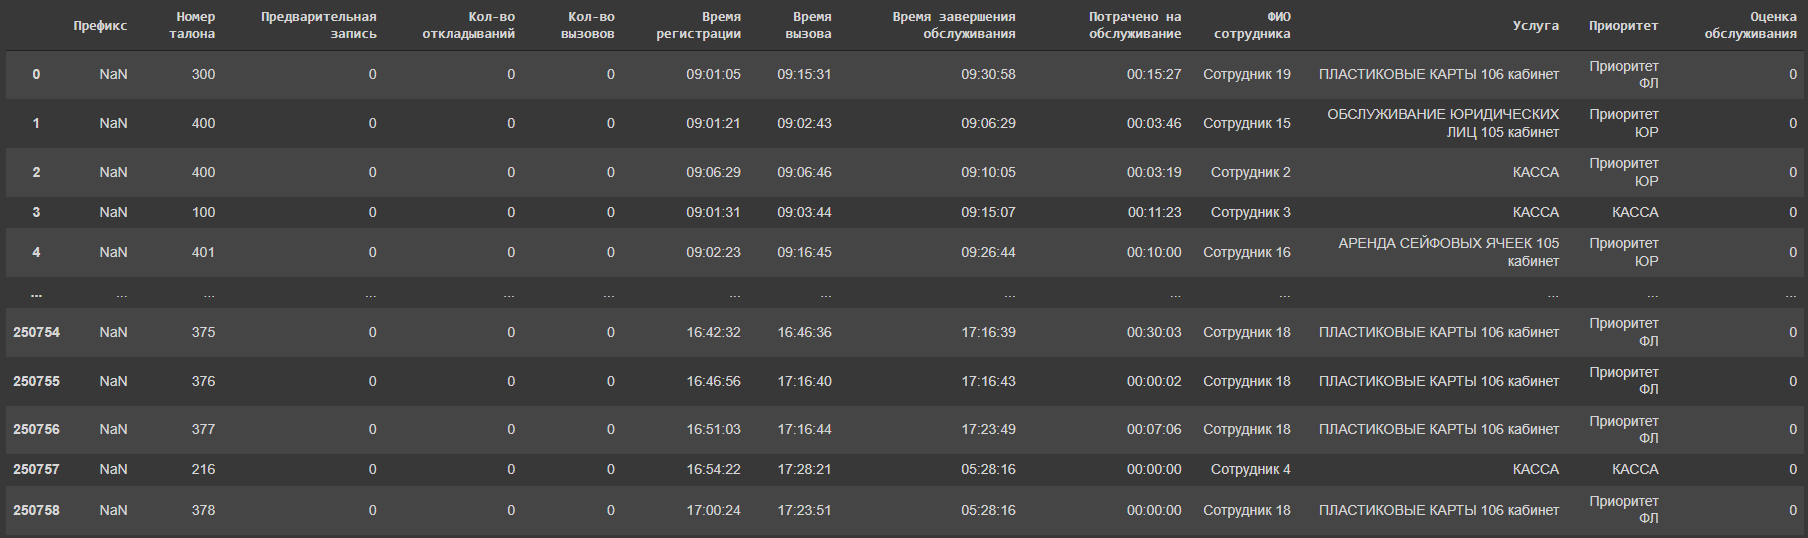 Префикс Номер талона Предварительная запись Кол-во откладываний Кол-во вызовов Время регистрации Время вызова Время завершения обслуживания Потрачено на обслуживание ФИО сотрудника Услуга Приоритет Оценка обслуживания
0 NaN 300 0 0 0 09:01:05 09:15:31 09:30:58 00:15:27 Сотрудник 19 ПЛАСТИКОВЫЕ КАРТЫ 106 кабинет Приоритет ФЛ 0
1 NaN 400 0 0 0 09:01:21 09:02:43 09:06:29 00:03:46 Сотрудник 15 ОБСЛУЖИВАНИЕ ЮРИДИЧЕСКИХ ЛИЦ 105 кабинет Приоритет ЮР 0
2 NaN 400 0 0 0 09:06:29 09:06:46 09:10:05 00:03:19 Сотрудник 2 КАССА Приоритет ЮР 0
3 NaN 100 0 0 0 09:01:31 09:03:44 09:15:07 00:11:23 Сотрудник 3 КАССА КАССА 0
4 NaN 401 0 0 0 09:02:23 09:16:45 09:26:44 00:10:00 Сотрудник 16 АРЕНДА СЕЙФОВЫХ ЯЧЕЕК 105 кабинет Приоритет ЮР 0
... ... ... ... ... ... ... ... ... ... ... ... ... ...
250754 NaN 375 0 0 0 16:42:32 16:46:36 17:16:39 00:30:03 Сотрудник 18 ПЛАСТИКОВЫЕ КАРТЫ 106 кабинет Приоритет ФЛ 0
250755 NaN 376 0 0 0 16:46:56 17:16:40 17:16:43 00:00:02 Сотрудник 18 ПЛАСТИКОВЫЕ КАРТЫ 106 кабинет Приоритет ФЛ 0
250756 NaN 377 0 0 0 16:51:03 17:16:44 17:23:49 00:07:06 Сотрудник 18 ПЛАСТИКОВЫЕ КАРТЫ 106 кабинет Приоритет ФЛ 0
250757 NaN 216 0 0 0 16:54:22 17:28:21 05:28:16 00:00:00 Сотрудник 4 КАССА КАССА 0
250758 NaN 378 0 0 0 17:00:24 17:23:51 05:28:16 00:00:00 Сотрудник 18 ПЛАСТИКОВЫЕ КАРТЫ 106 кабинет Приоритет ФЛ 0